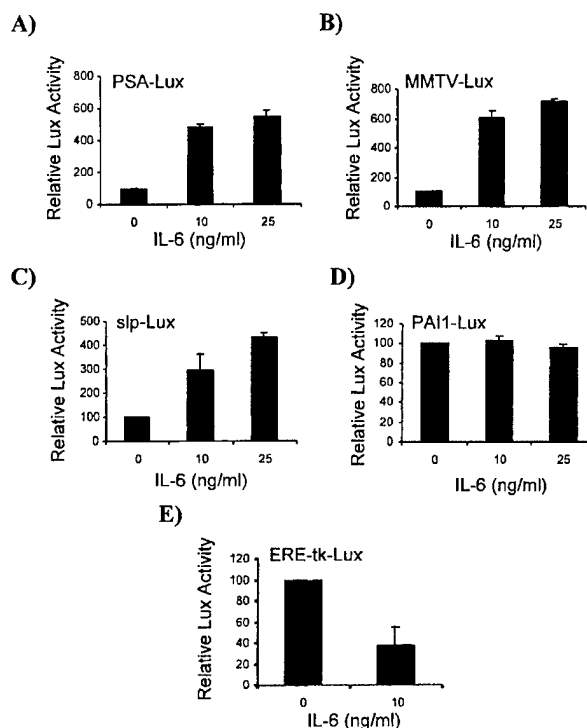 A)
PSA-Lux
Relative Lux Activity
800
600
400
200
0
0 10 25
IL-6 (ng/ml)
B)
MMTV-Lux
Relative Lux Activity
800
600
400
200
0
0 10 25
IL-6 (ng/ml)
C)
slp-Lux
Relative Lux Activity
500
400
300
200
100
0
0 10 25
IL-6 (ng/ml)
D)
PAI1-Lux
Relative Lux Activity
120
100
80
60
40
20
0
0 10 25
IL-6 (ng/ml)
E)
ERE-tk-Lux
Relative Lux Activity
120
100
80
60
40
20
0
0 10
IL-6 (ng/ml)